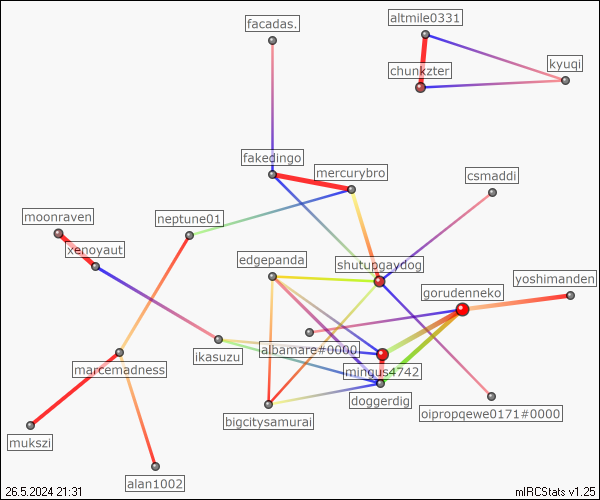 altmile0331
facadas.
kyuqi
chunkzter
fakedingo
mercurybro
csmaddi
moonraven
neptune01
xenoyaut
edgepanda
shutupgaydog
yoshimanden
gorudenneko
albamare#0000
ikasuzu
mingus4742
marcemadness
doggerdig
oipropqewe0171#0000
bigcitysamurai
mukszi
alan1002
26.5.2024 21:31
mIRCStats v1.25